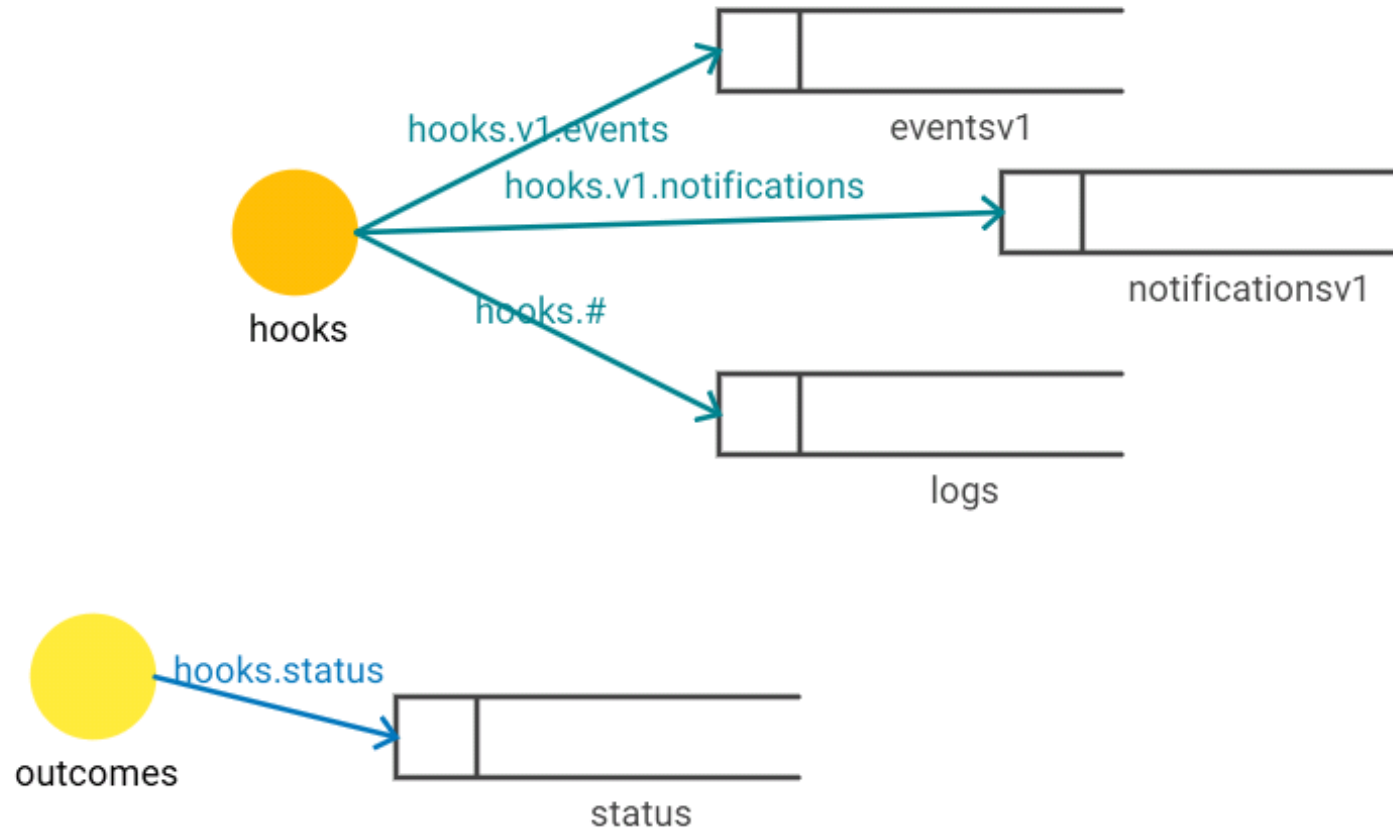 hooks.v1.events
eventsv1
hooks.v1.notifications
notificationsv1
hooks
hooks.#
logs
hooks.status
outcomes
status